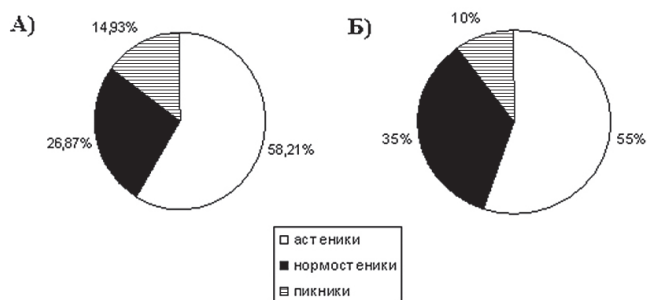 А)
14,93%
26,87%
58,21%
Б)
10%
35%
55%
астеники
нормостеники
пикники